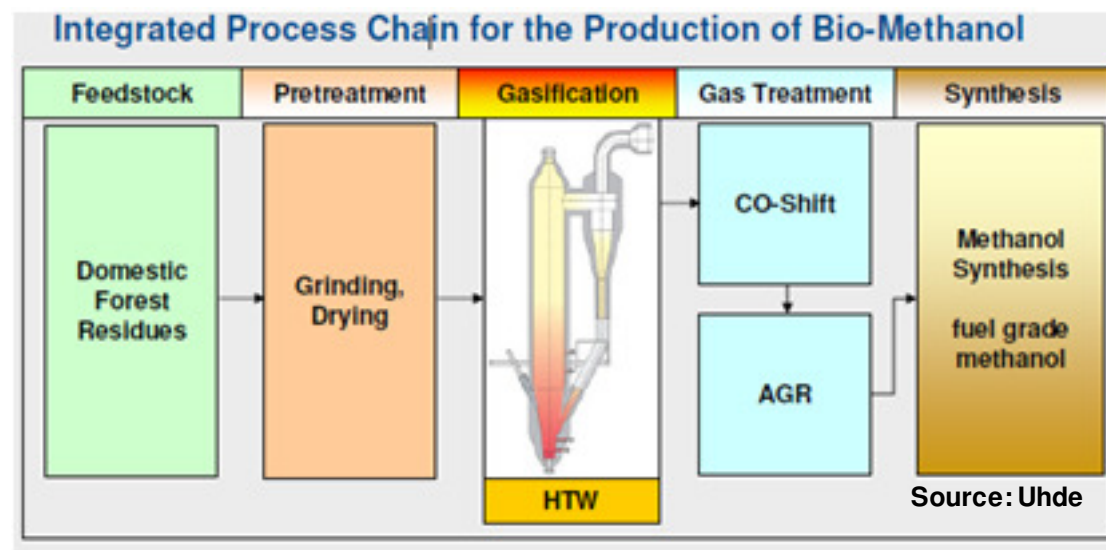 Integrated Process Chain for the Production of Bio-Methanol
Feedstock
Pretreatment
Gasification
Gas Treatment
Synthesis
Domestic
Forest
Residues
Grinding,
Drying
HTW
CO-Shift
AGR
Methanol
Synthesis
fuel grade
methanol
Source: Uhde